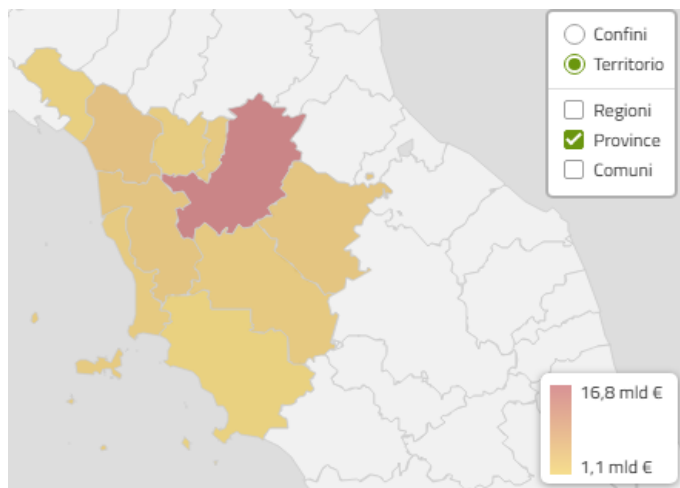 Confini
Territorio
Regioni
Province
Comuni
16,8 mld €
1,1 mld €